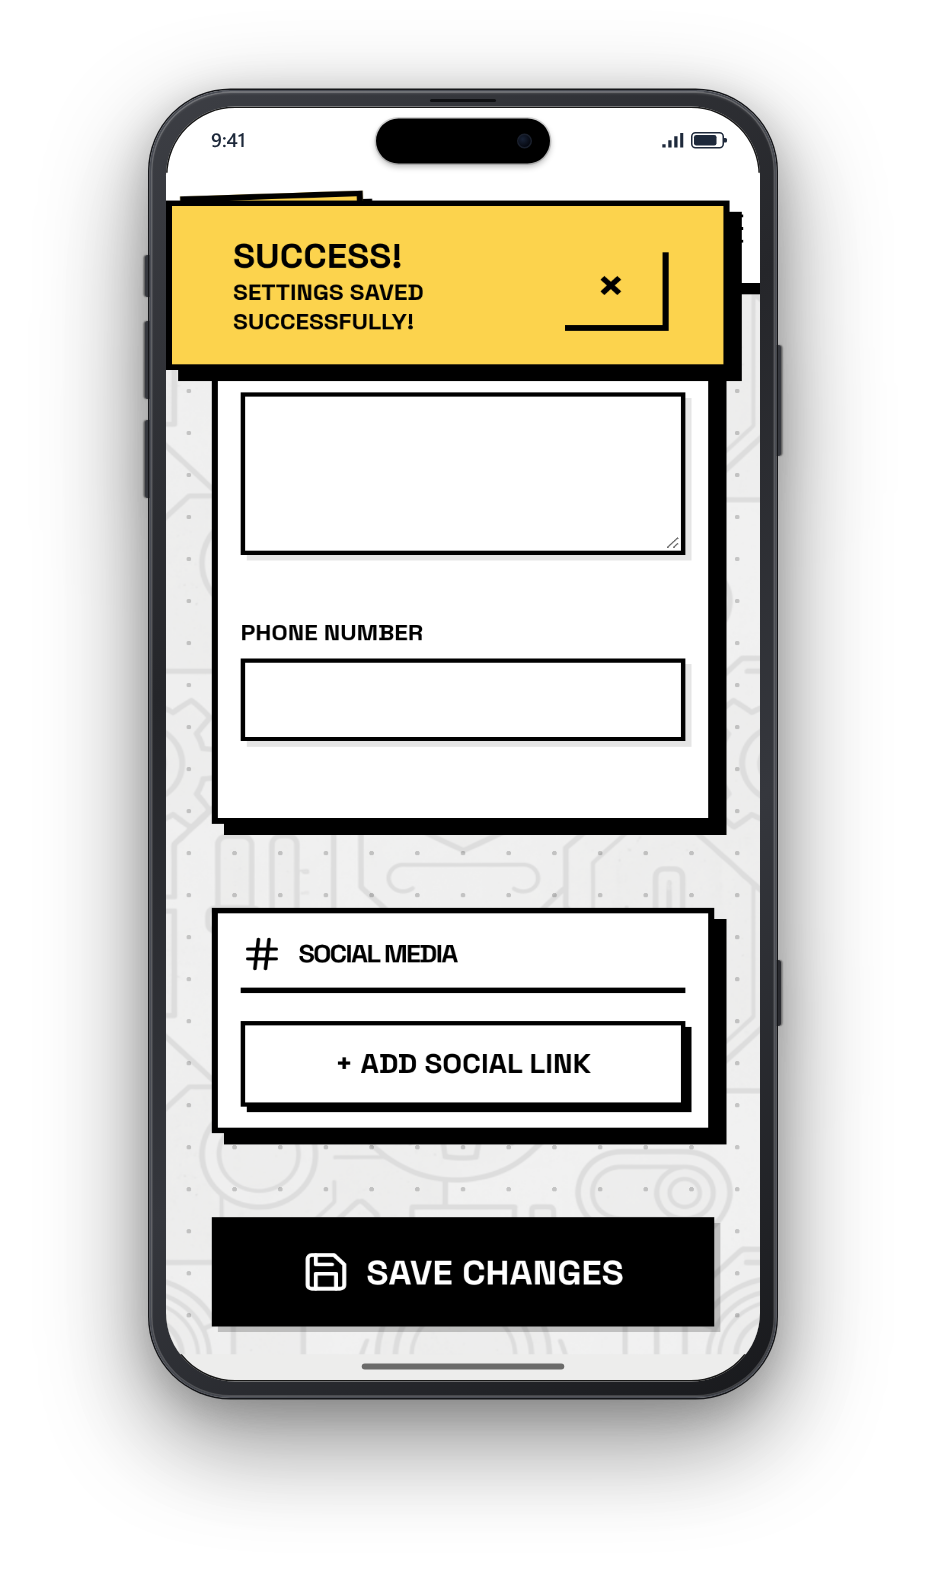 9:41
SUCCESS!
SETTINGS SAVED
SUCCESSFULLY!
×
PHONE NUMBER
# SOCIAL MEDIA
+ ADD SOCIAL LINK
SAVE CHANGES